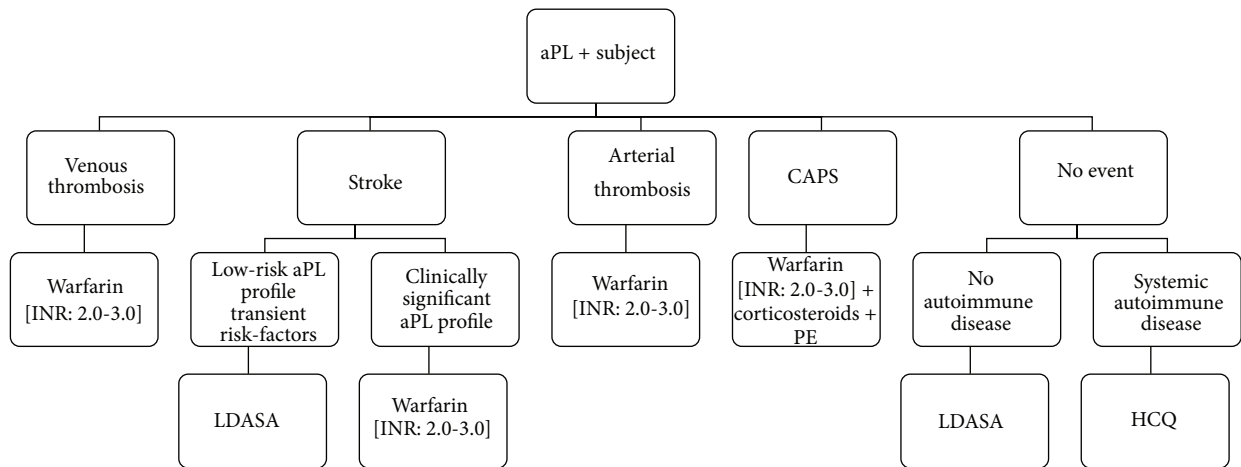 aPL + subject
Venous
thrombosis
Stroke
Arterial
thrombosis
CAPS
No event
Warfarin
[INR: 2.0-3.0]
Low-risk aPL
profile
transient
risk-factors
Clinically
significant
aPL profile
Warfarin
[INR: 2.0-3.0]
Warfarin
[INR: 2.0-3.0] +
corticosteroids +
PE
No
autoimmune
disease
Systemic
autoimmune
disease
LDASA
Warfarin
[INR: 2.0-3.0]
LDASA
HCQ